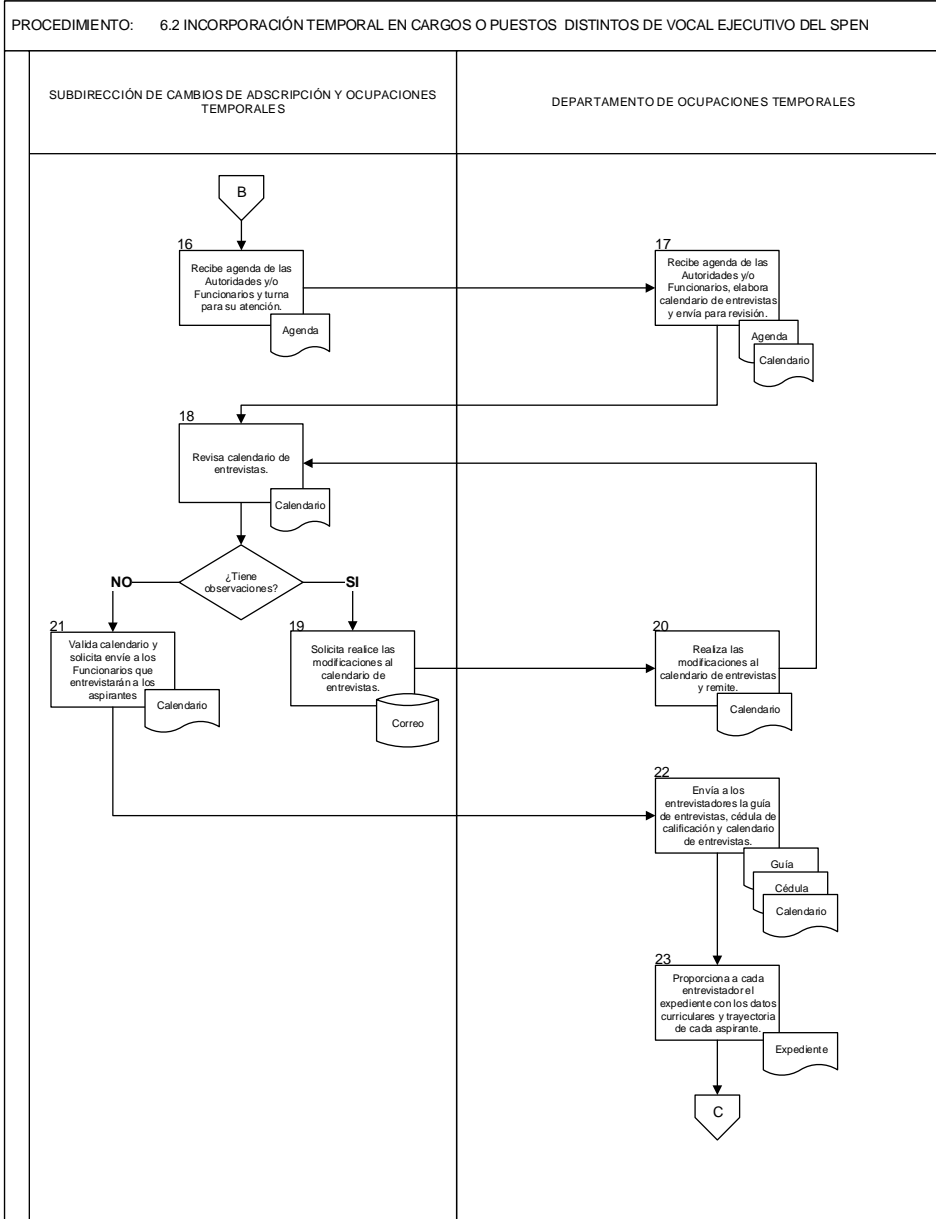 PROCEDIMIENTO: 6.2 INCORPORACIÓN TEMPORAL EN CARGOS O PUESTOS DISTINTOS DE VOCAL EJECUTIVO DEL SPEN
SUBDIRECCIÓN DE CAMBIOS DE ADSCRIPCIÓN Y OCUPACIONES
TEMPORALES
DEPARTAMENTO DE OCUPACIONES TEMPORALES
B
16
Recibe agenda de las
Autoridades y/o
Funcionarios y turna
para su atención.
Agenda
17
Recibe agenda de las
Autoridades y/o
Funcionarios, elabora
calendario de entrevistas
y envía para revisión.
Agenda
Calendario
18
Revisa calendario de
entrevistas.
Calendario
¿Tiene
observaciones?
NO
SI
21
Valida calendario y
solicita envíe a los
Funcionarios que
entrevistarán a los
aspirantes
Calendario
19
Solicita realice las
modificaciones al
calendario de
entrevistas.
Correo
20
Realiza las
modificaciones al
calendario de entrevistas
y remite.
Calendario
22
Envía a los
entrevistadores la guía
de entrevistas, cédula de
calificación y calendario
de entrevistas.
Guía
Cédula
Calendario
23
Proporciona a cada
entrevistador el
expediente con los datos
curriculares y trayectoria
de cada aspirante.
Expediente
C